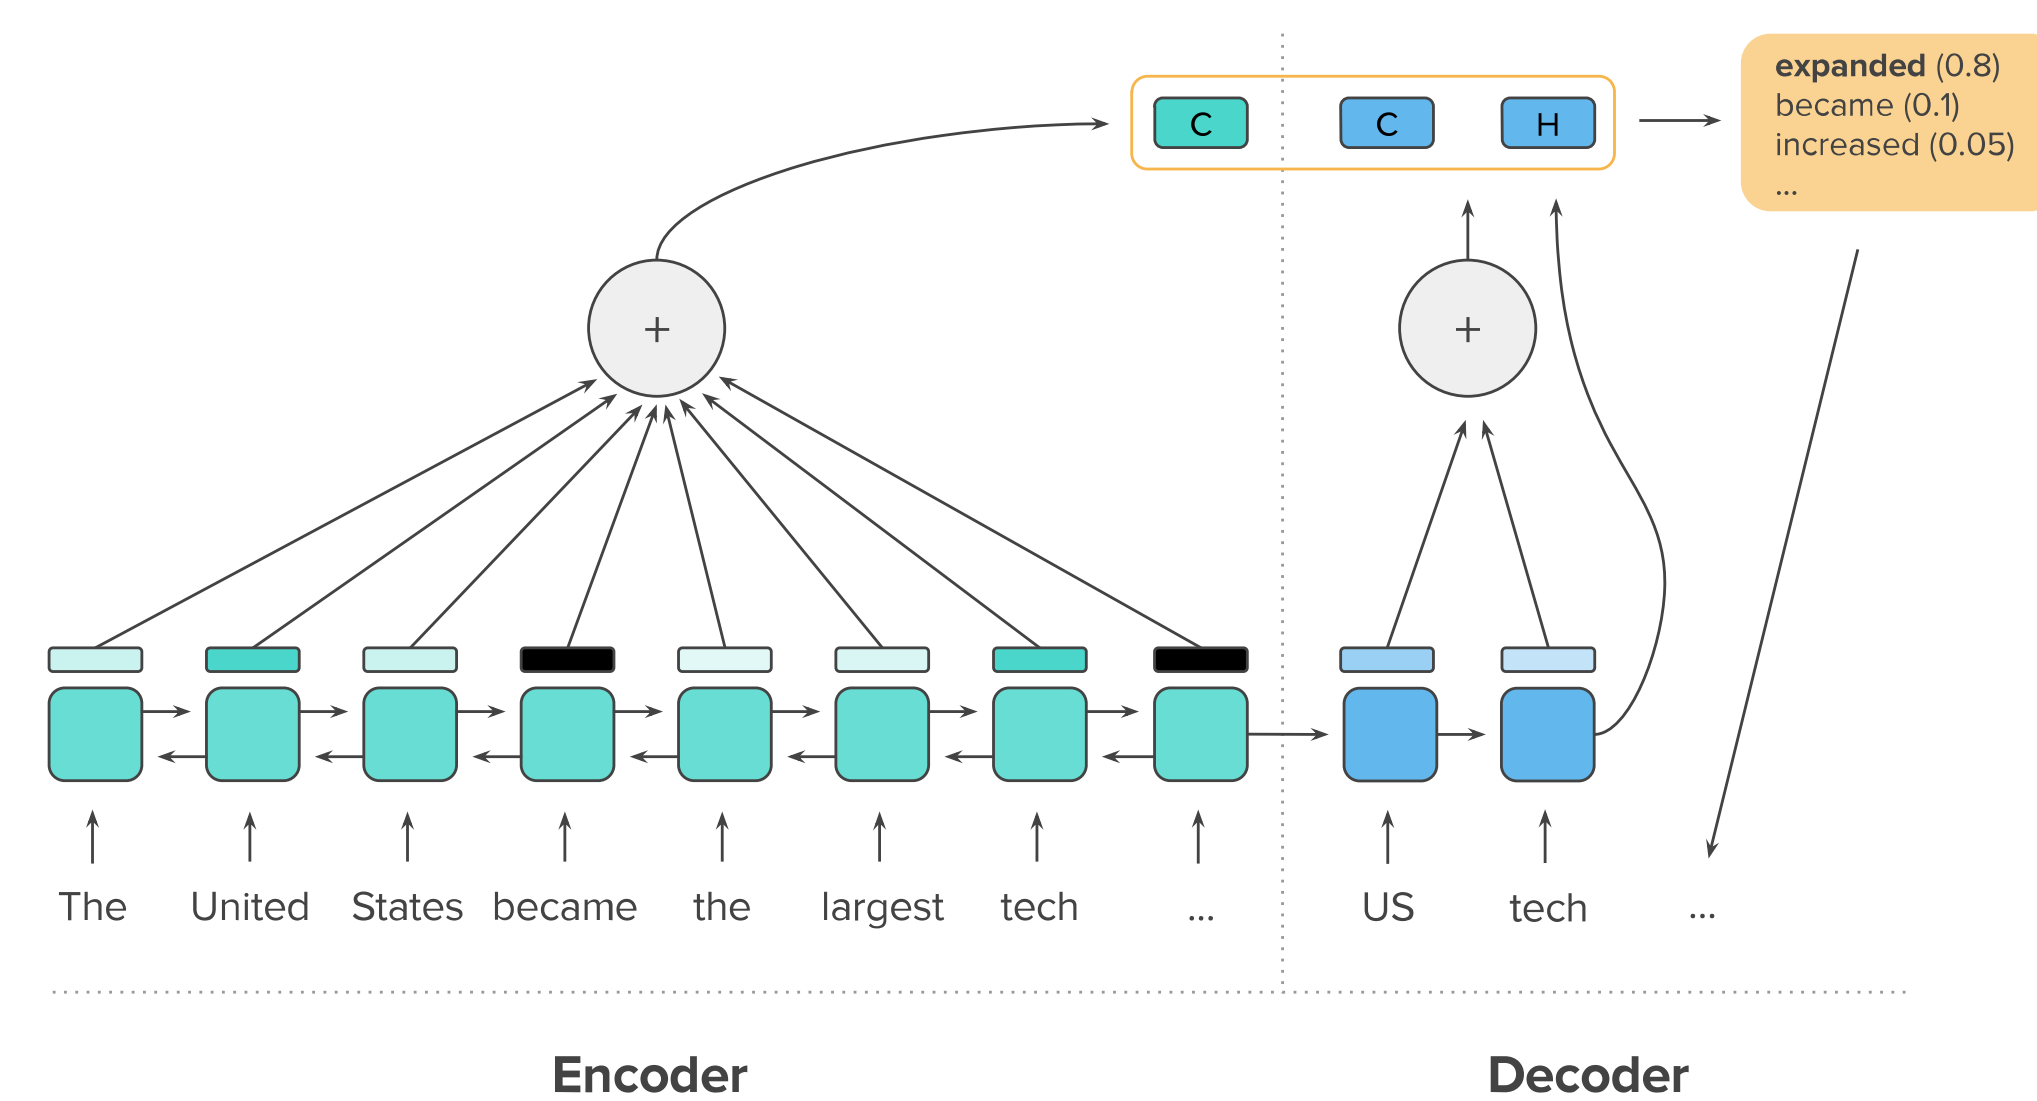 C C H
expanded (0.8)
became (0.1)
increased (0.05)
...
+ +
The United States became the largest tech ... US tech ...
Encoder Decoder